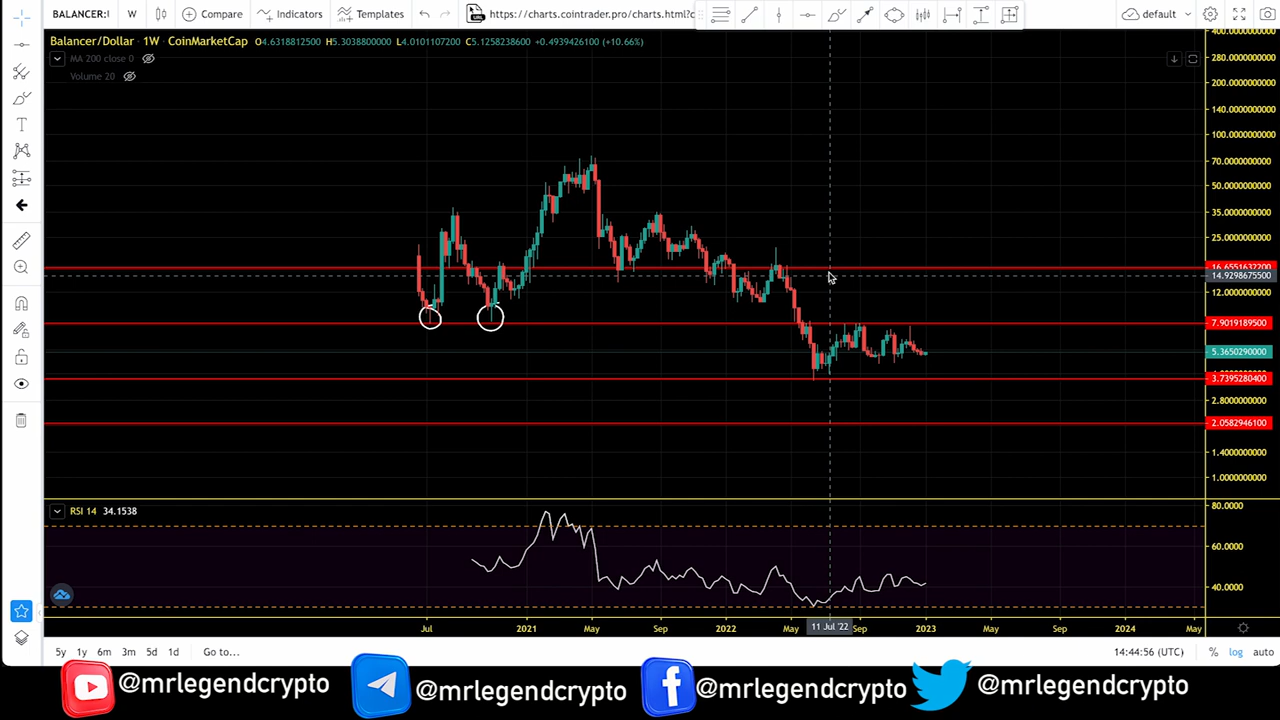 BALANCER:I W Compare Indicators Templates https://charts.cointrader.pro/charts.html?c default
Balancer/Dollar · 1W · CoinMarketCap O4.6318812500 H5.3038800000 L4.0101107200 C5.1258238600 +0.4939426100 (+10.66%)
MA 200 close 0
Volume 20
400.0000000000
280.0000000000
200.0000000000
140.0000000000
100.0000000000
70.0000000000
50.0000000000
35.0000000000
25.0000000000
16.6551632200
14.9298675500
12.0000000000
7.9019189500
5.3650290000
3.7395280400
2.8000000000
2.0582946100
1.4000000000
1.0000000000
RSI 14 34.1538
80.0000
60.0000
40.0000
Jul 2021 May Sep 2022 May 11 Jul '22 Sep 2023 May Sep 2024 May
5y 1y 6m 3m 5d 1d Go to... 14:44:56 (UTC) % log auto
@mrlegendcrypto @mrlegendcrypto @mrlegendcrypto @mrlegendcrypto